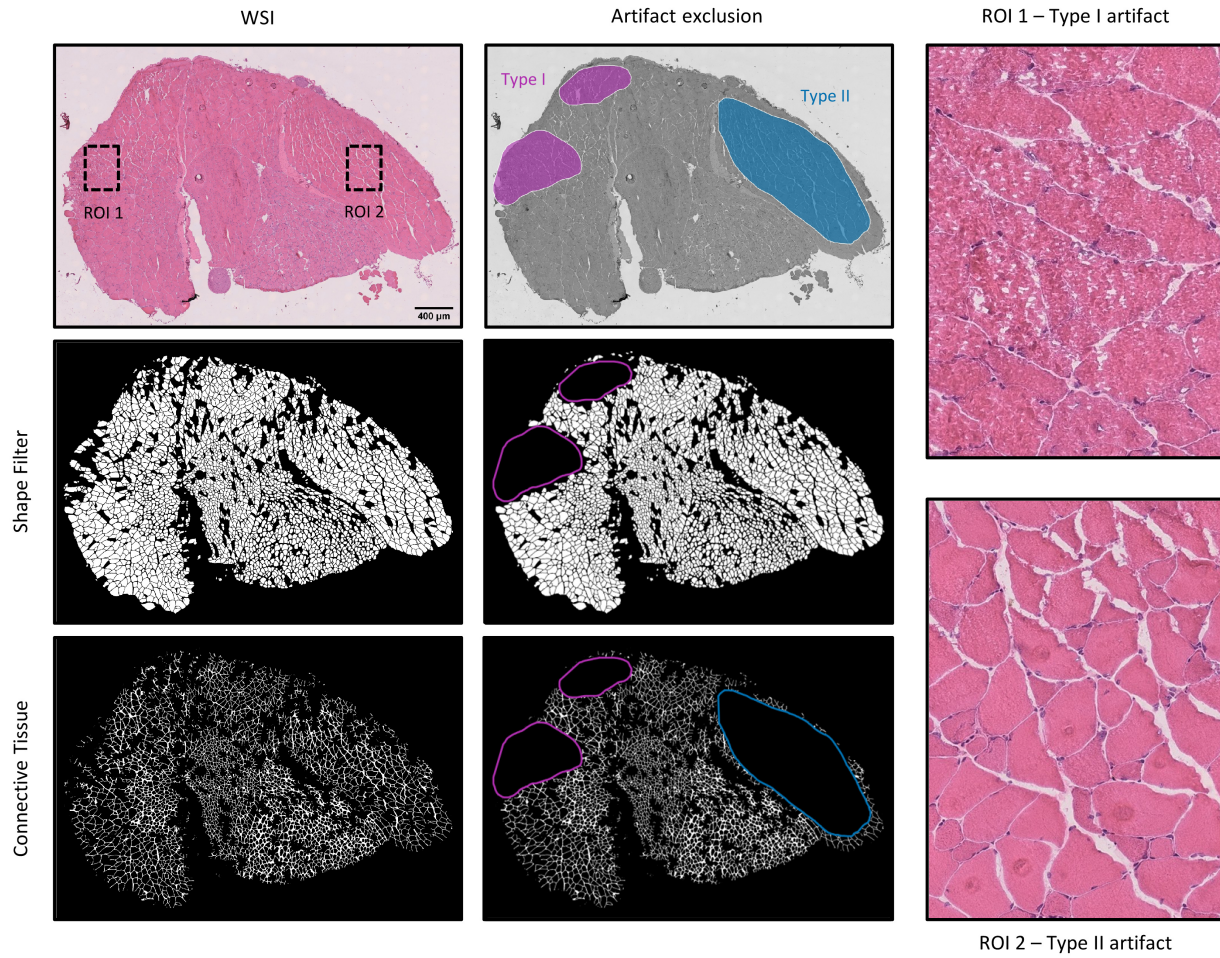 WSI
Artifact exclusion
ROI 1 – Type I artifact
Type I
Type II
ROI 1
ROI 2
400 µm
Shape Filter
Connective Tissue
ROI 2 – Type II artifact